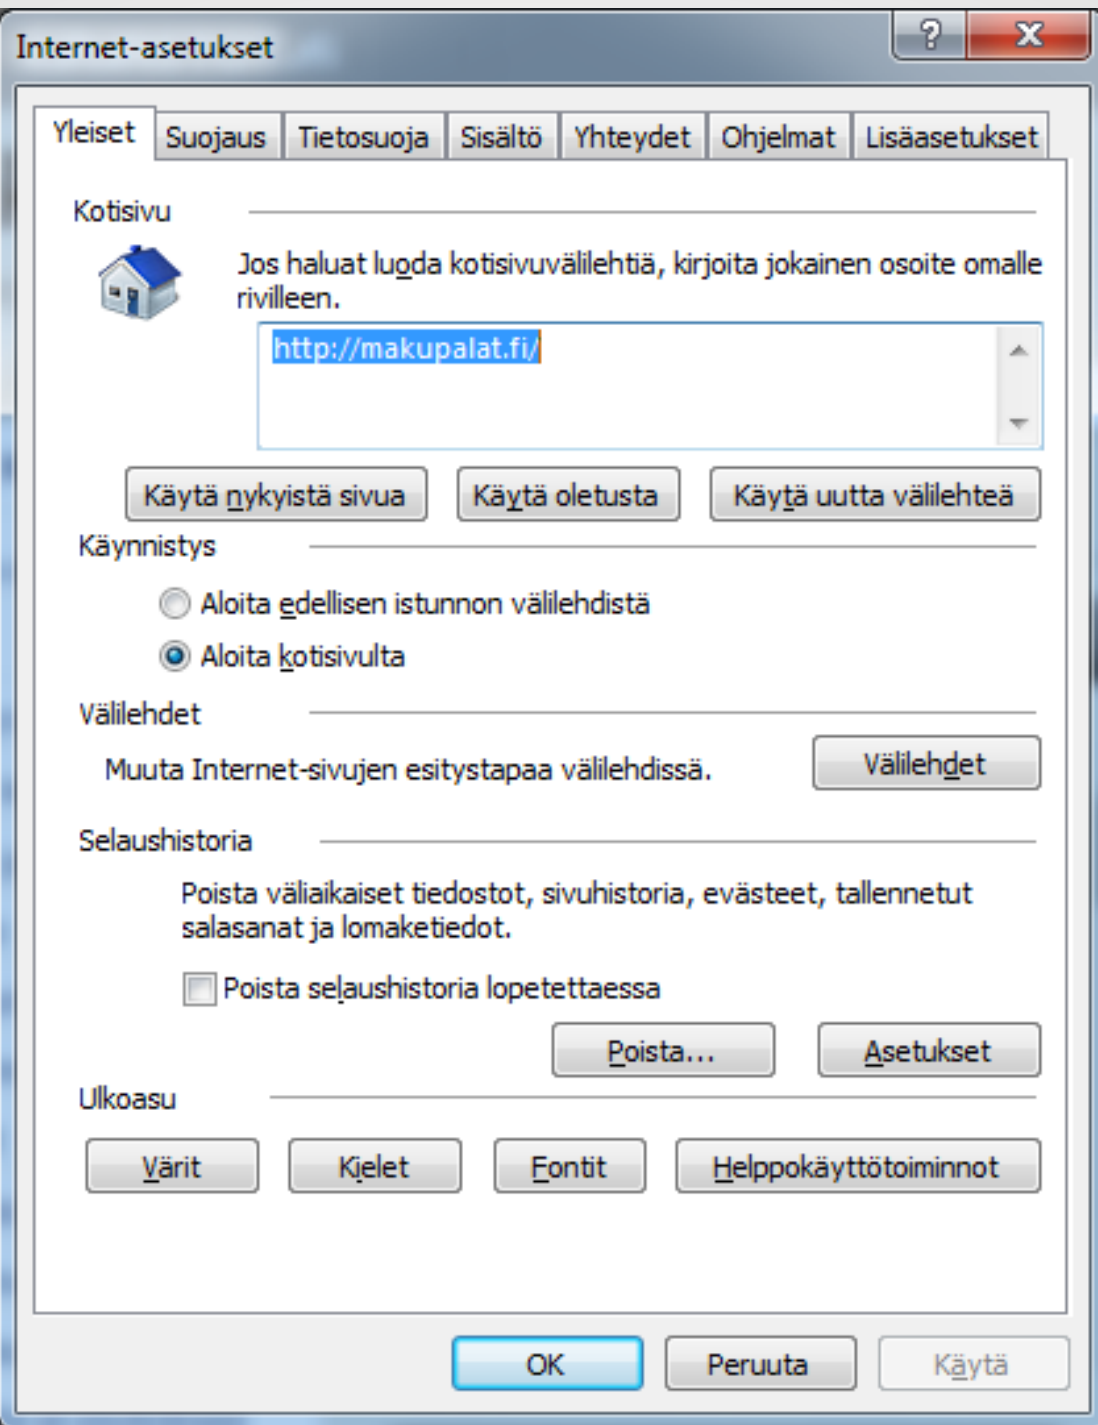 Internet-asetukset
?
Yleiset Suojaus Tietosuoja Sisältö Yhteydet Ohjelmat Lisäasetukset
Kotisivu
Jos haluat luoda kotisivuvälilehtiä, kirjoita jokainen osoite omalle
rivilleen.
http://makupalat.fi/
Käytä nykyistä sivua Käytä oletusta Käytä uutta välilehteä
Käynnistys
Aloita edellisen istunnon välilehdistä
Aloita kotisivulta
Välilehdet
Muuta Internet-sivujen esitystapaa välilehdissä. Välilehdet
Selaushistoria
Poista väliaikaiset tiedostot, sivuhistoria, evästeet, tallennetut
salasanat ja lomaketiedot.
Poista selaushistoria lopetettaessa
Poista... Asetukset
Ulkoasu
Värit Kielet Fontit Helppokäyttötoiminnot
OK Peruuta Käytä